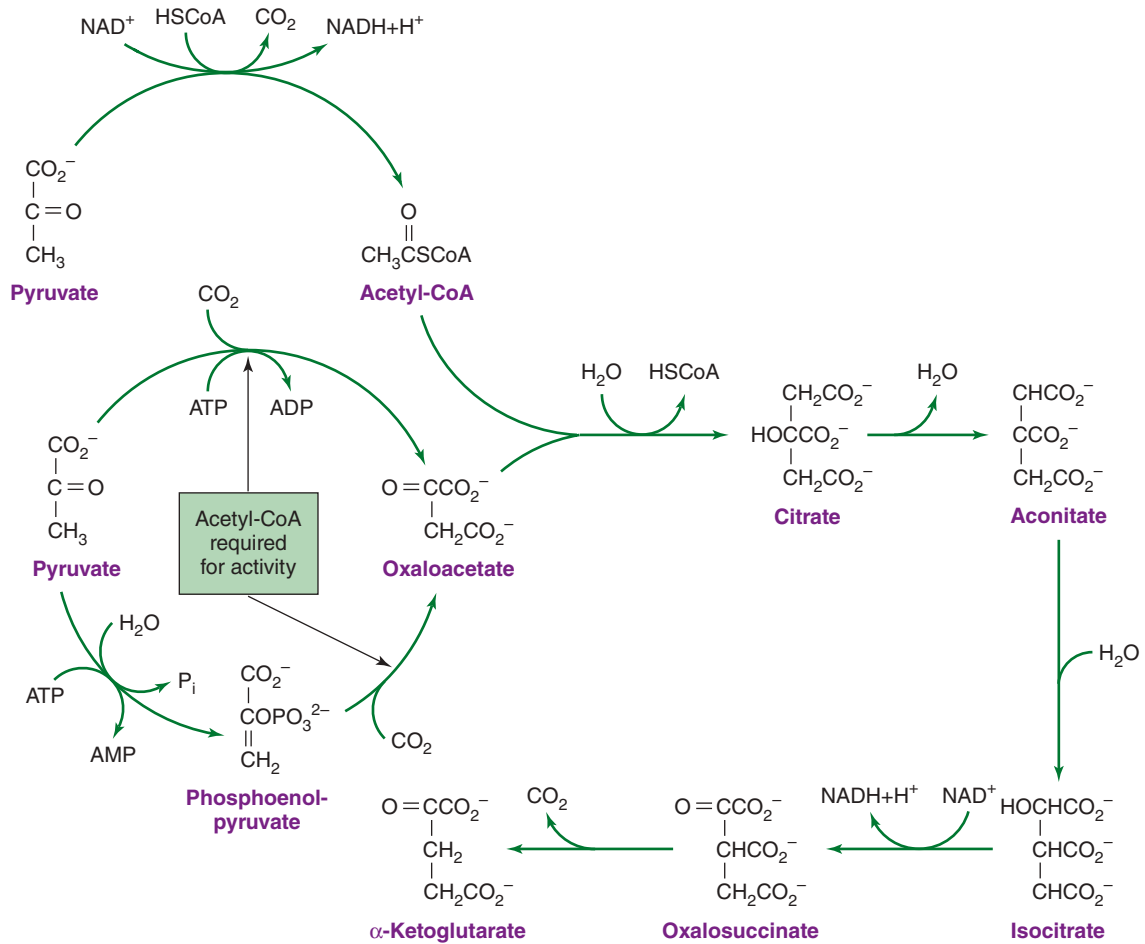 NAD⁺ HSCoA CO₂ NADH+H⁺
CO₂⁻
C=O
CH₃
Pyruvate
O
CH₃CSCoA
Acetyl-CoA
CO₂
ATP ADP
CO₂⁻
C=O
CH₃
Pyruvate
Acetyl-CoA
required
for activity
O=CCO₂⁻
CH₂CO₂⁻
Oxaloacetate
H₂O HSCoA
CH₂CO₂⁻
HOCCO₂⁻
CH₂CO₂⁻
Citrate
H₂O
CHCO₂⁻
CCO₂⁻
CH₂CO₂⁻
Aconitate
H₂O
ATP
Pᵢ
AMP
CO₂⁻
COPO₃²⁻
CH₂
Phosphoenol-
pyruvate
CO₂
H₂O
HOCHCO₂⁻
CHCO₂⁻
CHCO₂⁻
Isocitrate
NADH+H⁺ NAD⁺
O=CCO₂⁻
CHCO₂⁻
CH₂CO₂⁻
Oxalosuccinate
CO₂
O=CCO₂⁻
CH₂
CH₂CO₂⁻
α-Ketoglutarate